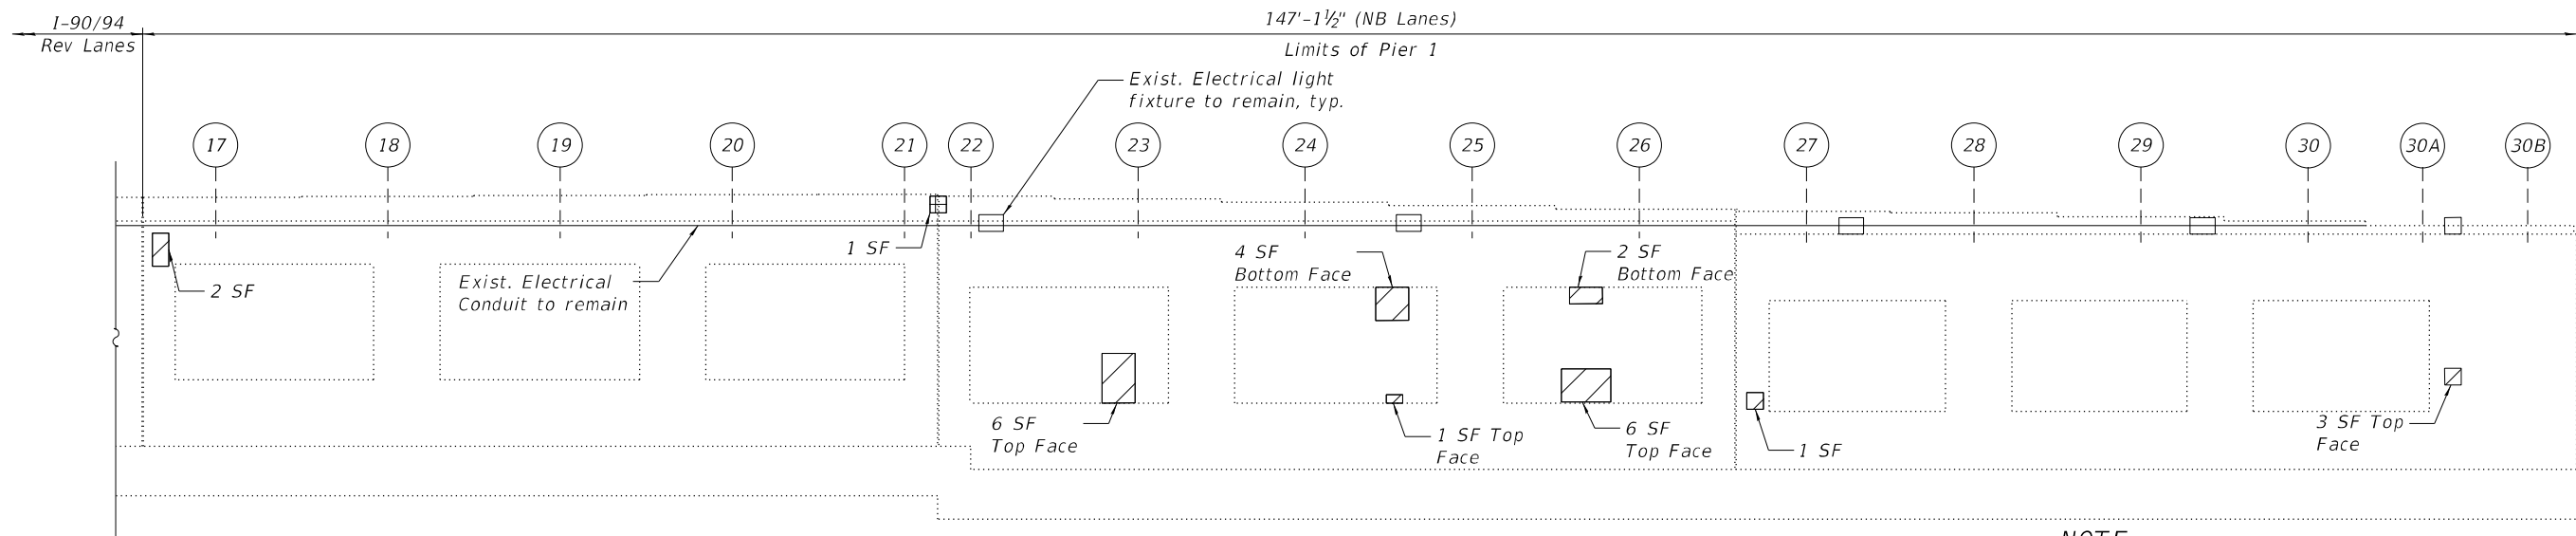 I-90/94
Rev Lanes
147'-1½" (NB Lanes)
Limits of Pier 1
Exist. Electrical light
fixture to remain, typ.
17
18
19
20
21
22
23
24
25
26
27
28
29
30
30A
30B
1 SF
2 SF
Exist. Electrical
Conduit to remain
4 SF
Bottom Face
2 SF
Bottom Face
6 SF
Top Face
1 SF Top
Face
6 SF
Top Face
1 SF
3 SF Top
Face
NOTE